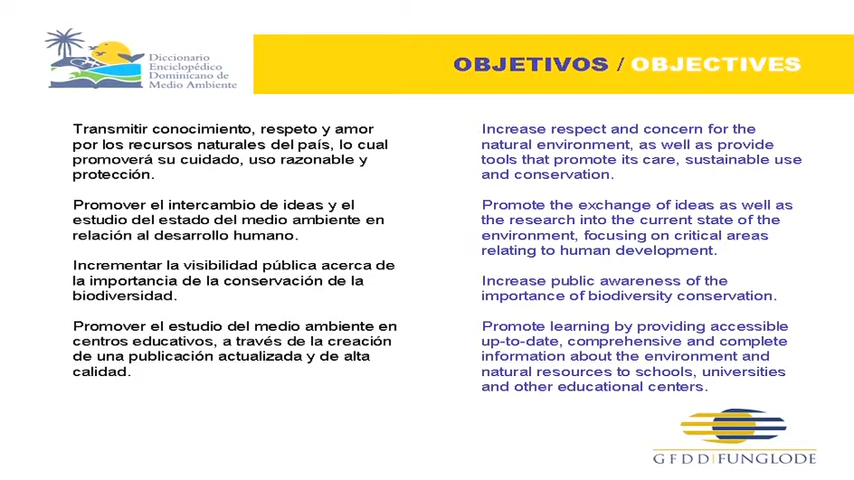 Diccionario
Enciclopédico
Dominicano de
Medio Ambiente
OBJETIVOS / OBJECTIVES
Transmitir conocimiento, respeto y amor
por los recursos naturales del país, lo cual
promoverá su cuidado, uso razonable y
protección.
Promover el intercambio de ideas y el
estudio del estado del medio ambiente en
relación al desarrollo humano.
Incrementar la visibilidad pública acerca de
la importancia de la conservación de la
biodiversidad.
Promover el estudio del medio ambiente en
centros educativos, a través de la creación
de una publicación actualizada y de alta
calidad.
Increase respect and concern for the
natural environment, as well as provide
tools that promote its care, sustainable use
and conservation.
Promote the exchange of ideas as well as
the research into the current state of the
environment, focusing on critical areas
relating to human development.
Increase public awareness of the
importance of biodiversity conservation.
Promote learning by providing accessible
up-to-date, comprehensive and complete
information about the environment and
natural resources to schools, universities
and other educational centers.
GFDD|FUNGLODE